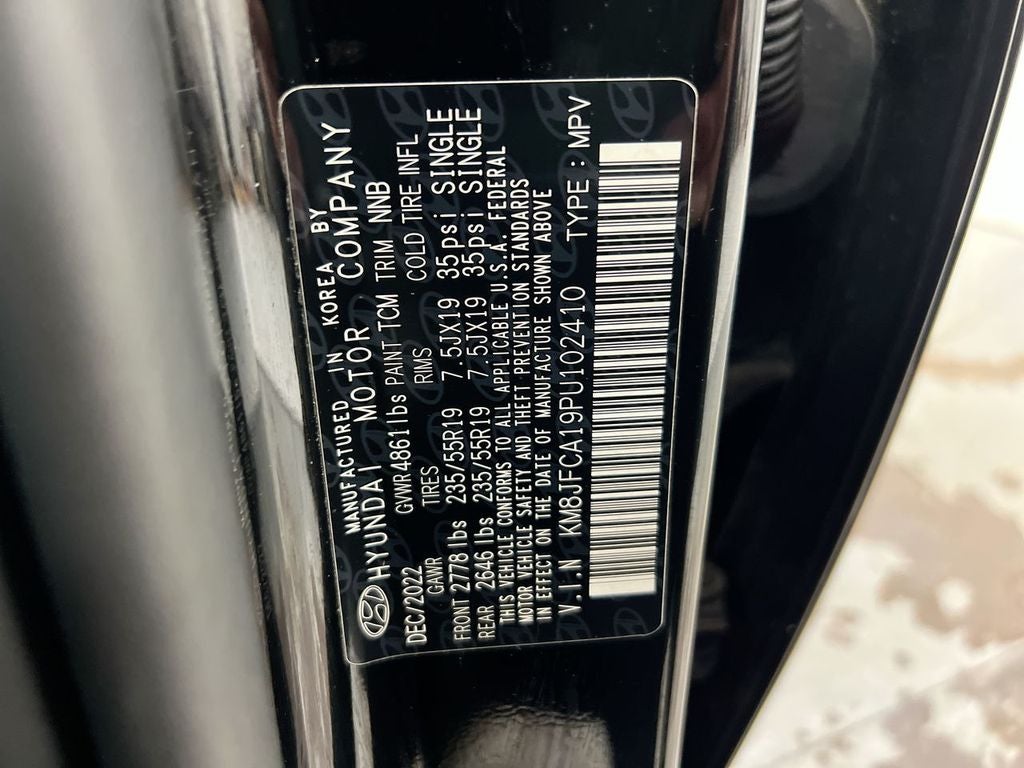 MANUFACTURED IN KOREA BY
HYUNDAI MOTOR COMPANY
DEC/2022 GVWR 4861 lbs PAINT TCM TRIM NNB
GAWR TIRES RIMS COLD TIRE INFL
FRONT 2778 lbs 235/55R19 7.5JX19 35psi SINGLE
REAR 2646 lbs 235/55R19 7.5JX19 35psi SINGLE
THIS VEHICLE CONFORMS TO ALL APPLICABLE U.S.A. FEDERAL
MOTOR VEHICLE SAFETY AND THEFT PREVENTION STANDARDS
IN EFFECT ON THE DATE OF MANUFACTURE SHOWN ABOVE
V.I.N KM8JFCA19PU102410 TYPE : MPV